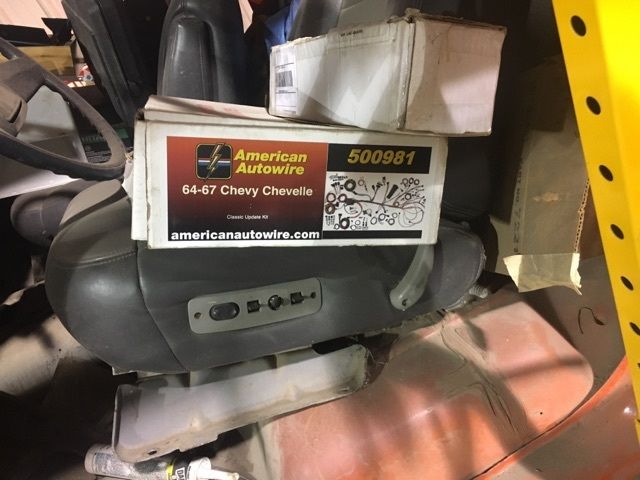 American
Autowire
500981
64-67 Chevy Chevelle
Classic Update Kit
americanautowire.com